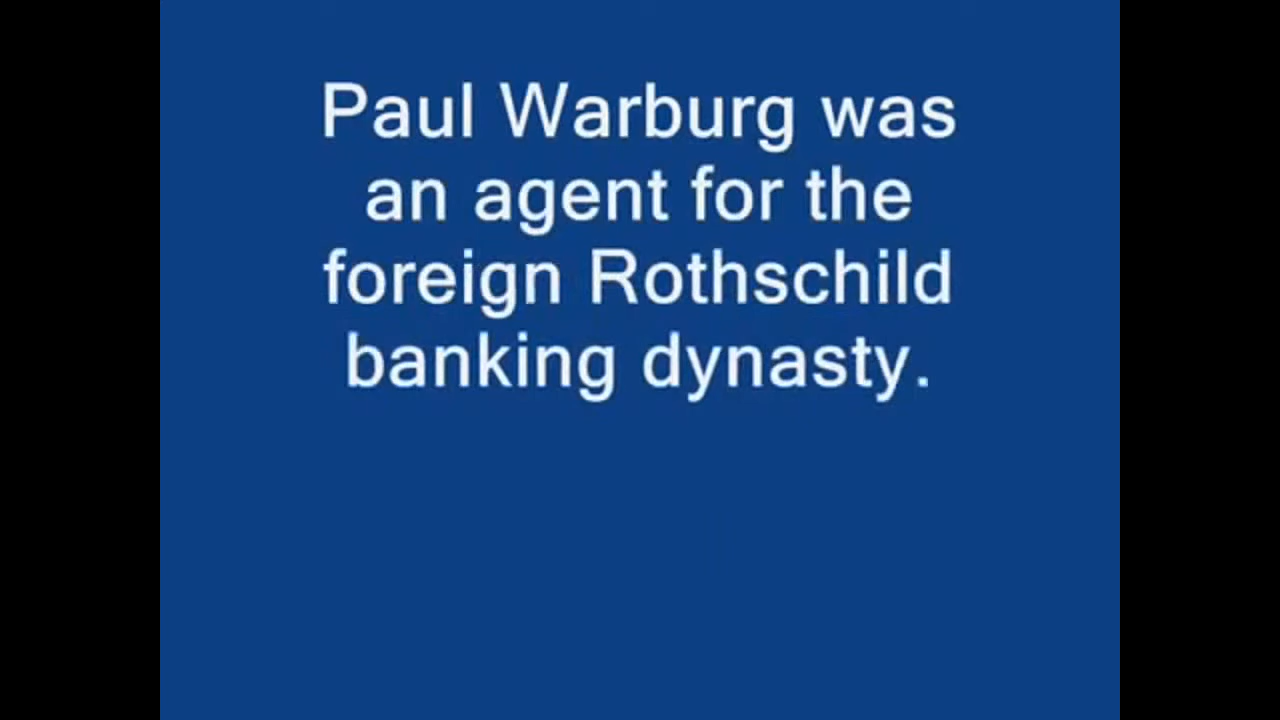 Paul Warburg was
an agent for the
foreign Rothschild
banking dynasty.